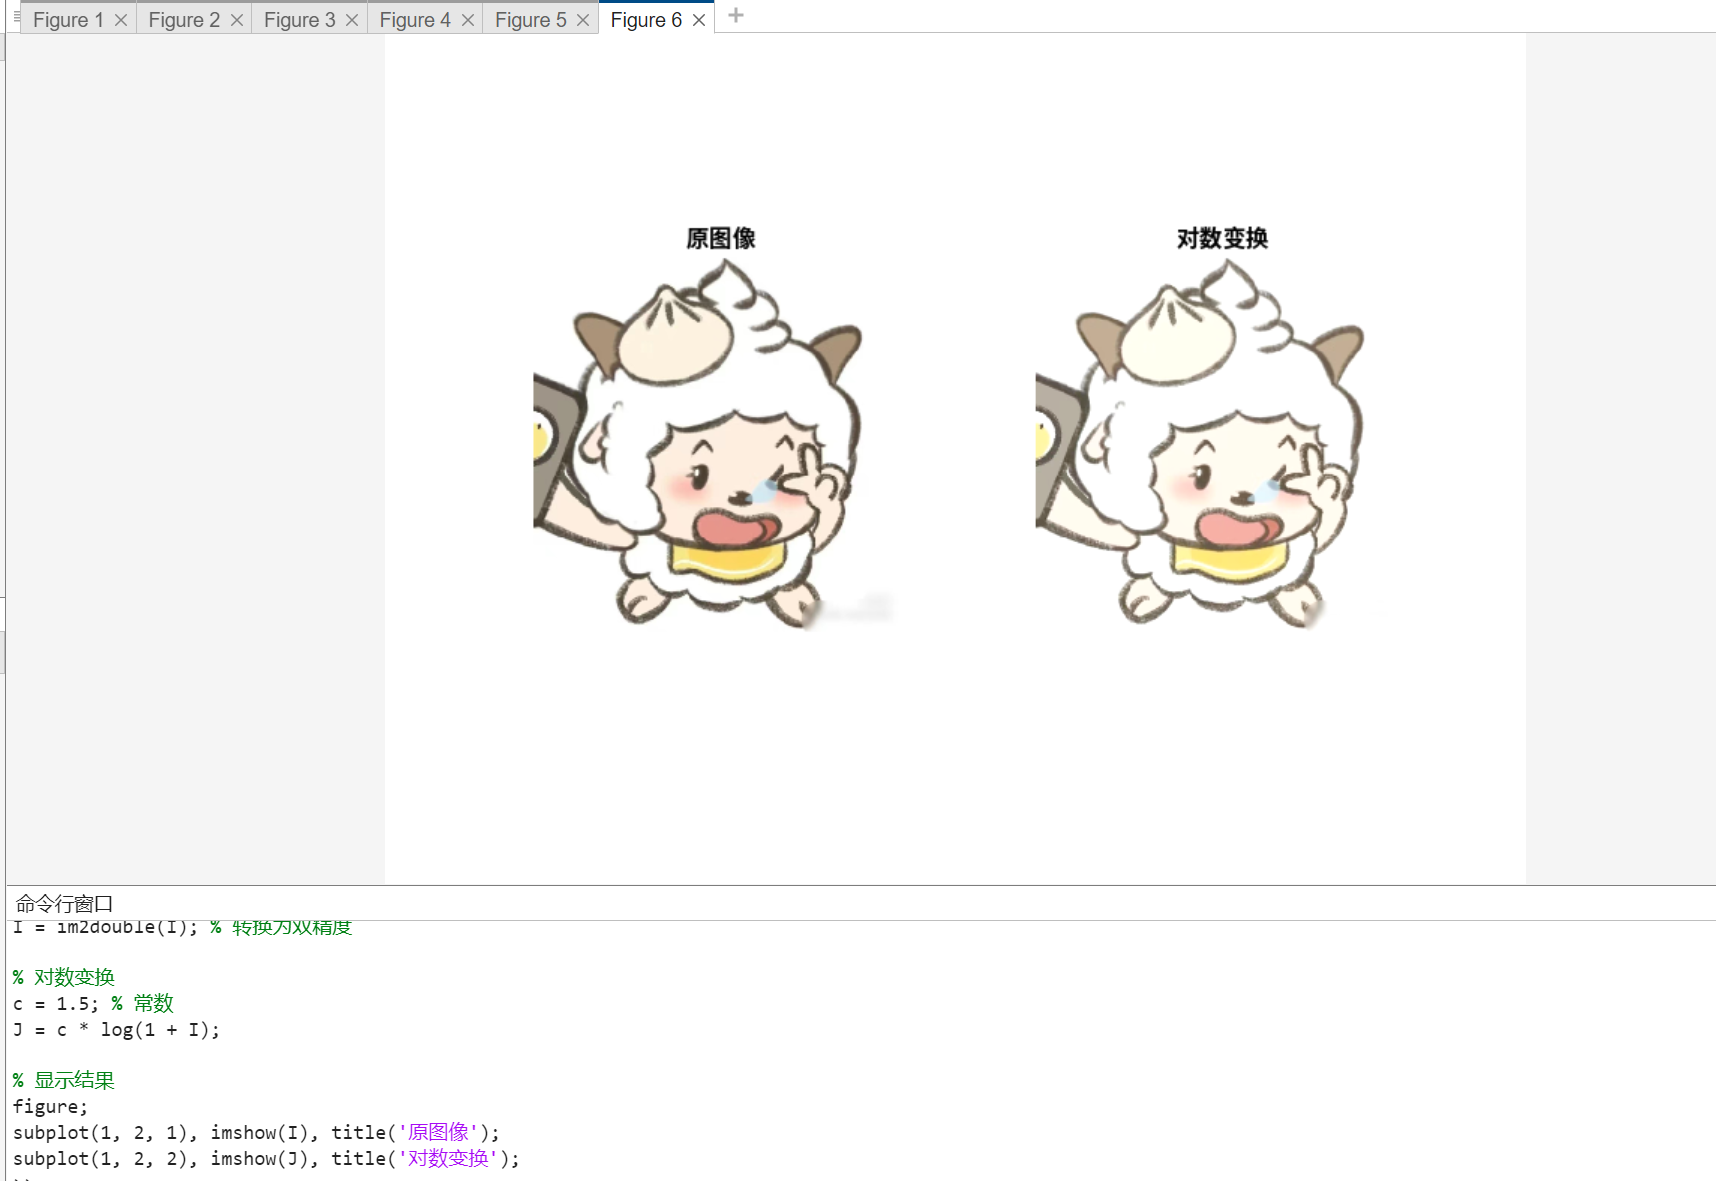 Figure 1 × Figure 2 × Figure 3 × Figure 4 × Figure 5 × Figure 6 × +
原图像 对数变换
命令行窗口
I = im2double(I); % 转换为双精度
% 对数变换
c = 1.5; % 常数
J = c * log(1 + I);
% 显示结果
figure;
subplot(1, 2, 1), imshow(I), title('原图像');
subplot(1, 2, 2), imshow(J), title('对数变换');